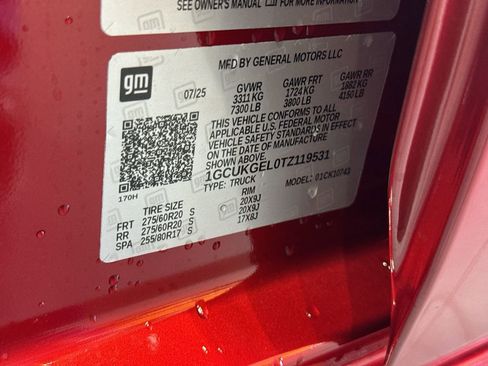 SEE OWNER'S MANUAL
gm
MFD BY GENERAL MOTORS LLC
07/25
GVWR GAWR FRT GAWR RR
3311 KG 1724 KG 1882 KG
7300 LB 3800 LB 4150 LB
THIS VEHICLE CONFORMS TO ALL
APPLICABLE U.S. FEDERAL MOTOR
VEHICLE SAFETY STANDARDS IN EFFECT
ON THE DATE OF MANUFACTURE SHOWN ABOVE.
1GCUKGEL0TZ119531
TYPE: TRUCK MODEL: 01CK10743
170H
TIRE SIZE RIM
FRT 275/60R20 S 20X9J
RR 275/60R20 S 20X9J
SPA 255/80R17 S 17X8J